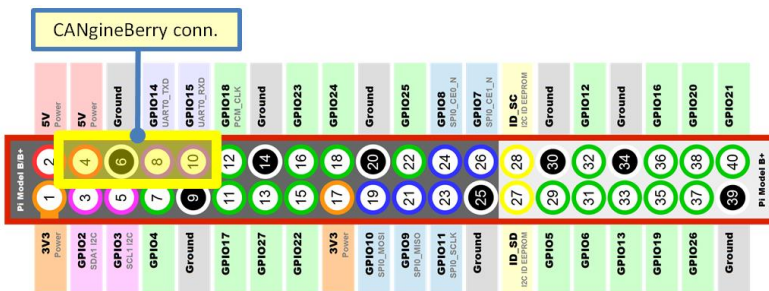 CANgineBerry conn.
5V
Power
5V
Power
Ground
GPIO14
UART0_TXD
GPIO15
UART0_RXD
GPIO18
PCM_CLK
Ground
GPIO23
GPIO24
Ground
GPIO25
GPIO8
SPI0_CE0_N
GPIO7
SPI0_CE1_N
ID_SC
I2C ID EEPROM
Ground
GPIO12
Ground
GPIO16
GPIO20
GPIO21
Pi Model B/B+
2 4 6 8 10 12 14 16 18 20 22 24 26 28 30 32 34 36 38 40
1 3 5 7 9 11 13 15 17 19 21 23 25 27 29 31 33 35 37 39
Pi Model B+
3V3
Power
GPIO2
SDA1 I2C
GPIO3
SCL1 I2C
GPIO4
Ground
GPIO17
GPIO27
GPIO22
3V3
Power
GPIO10
SPI0_MOSI
GPIO9
SPI0_MISO
GPIO11
SPI0_SCLK
Ground
ID_SD
I2C ID EEPROM
GPIO5
GPIO6
GPIO13
GPIO19
GPIO26
Ground